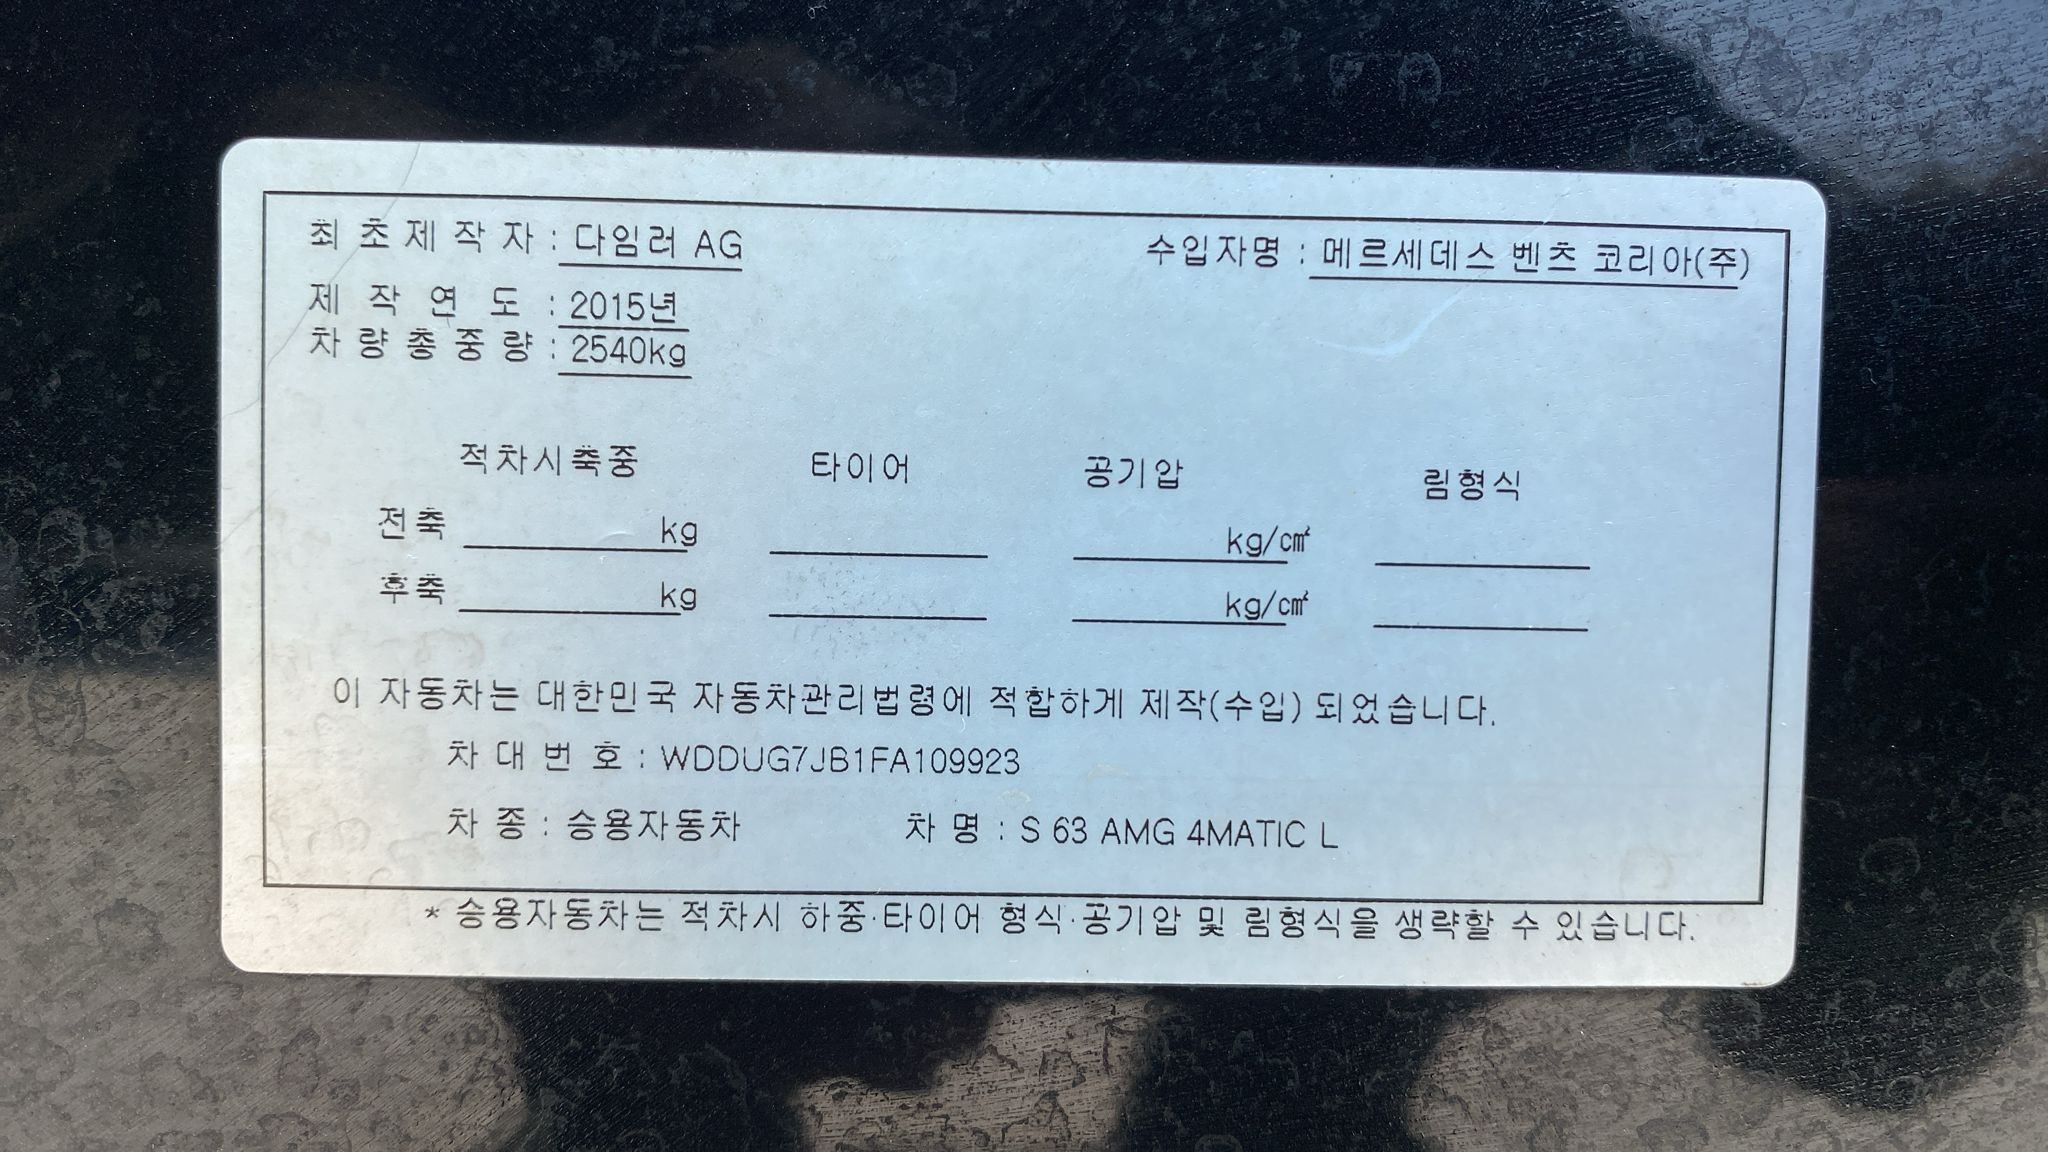 최초제작자 : 다임러 AG 수입자명 : 메르세데스 벤츠 코리아(주)
제작연도 : 2015년
차량총중량 : 2540kg
적차시축중 타이어 공기압 림형식
전축 kg kg/㎠
후축 kg kg/㎠
이 자동차는 대한민국 자동차관리법령에 적합하게 제작(수입) 되었습니다.
차대번호 : WDDUG7JB1FA109923
차종 : 승용자동차 차명 : S 63 AMG 4MATIC L
* 승용자동차는 적차시 하중·타이어 형식·공기압 및 림형식을 생략할 수 있습니다.